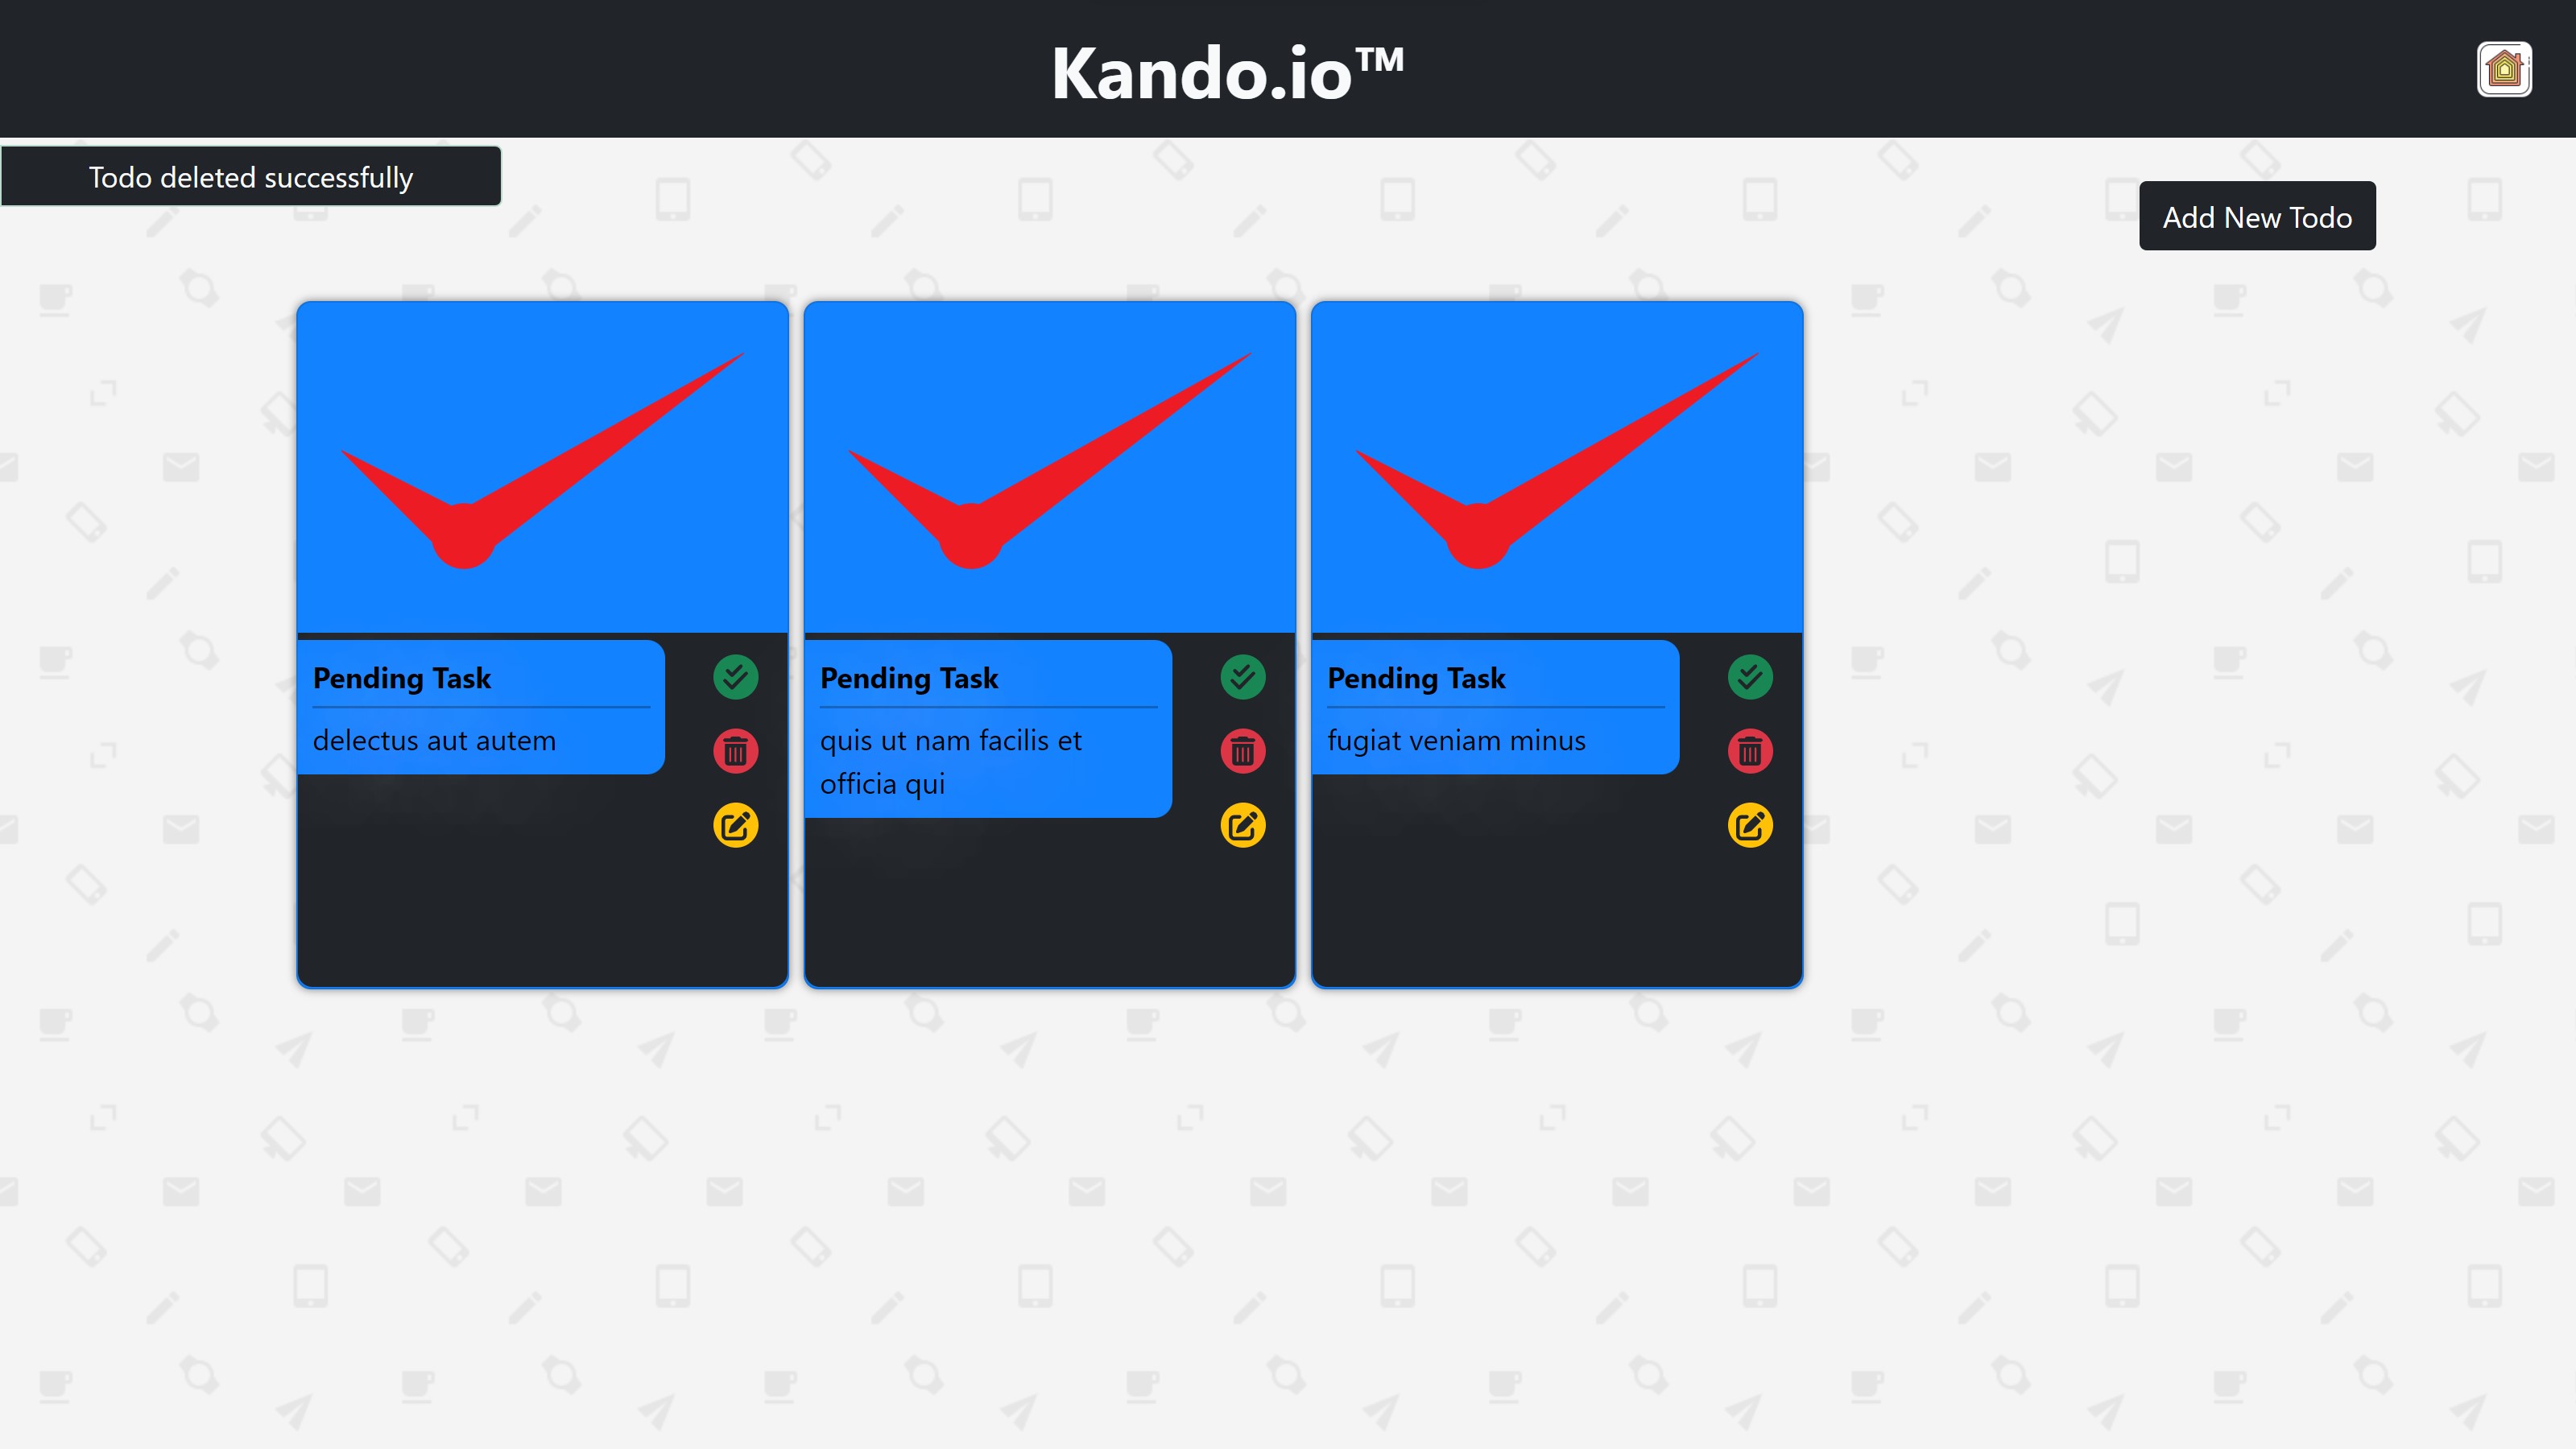 Kando.io™
Todo deleted successfully
Add New Todo
Pending Task
delectus aut autem
Pending Task
quis ut nam facilis et
officia qui
Pending Task
fugiat veniam minus